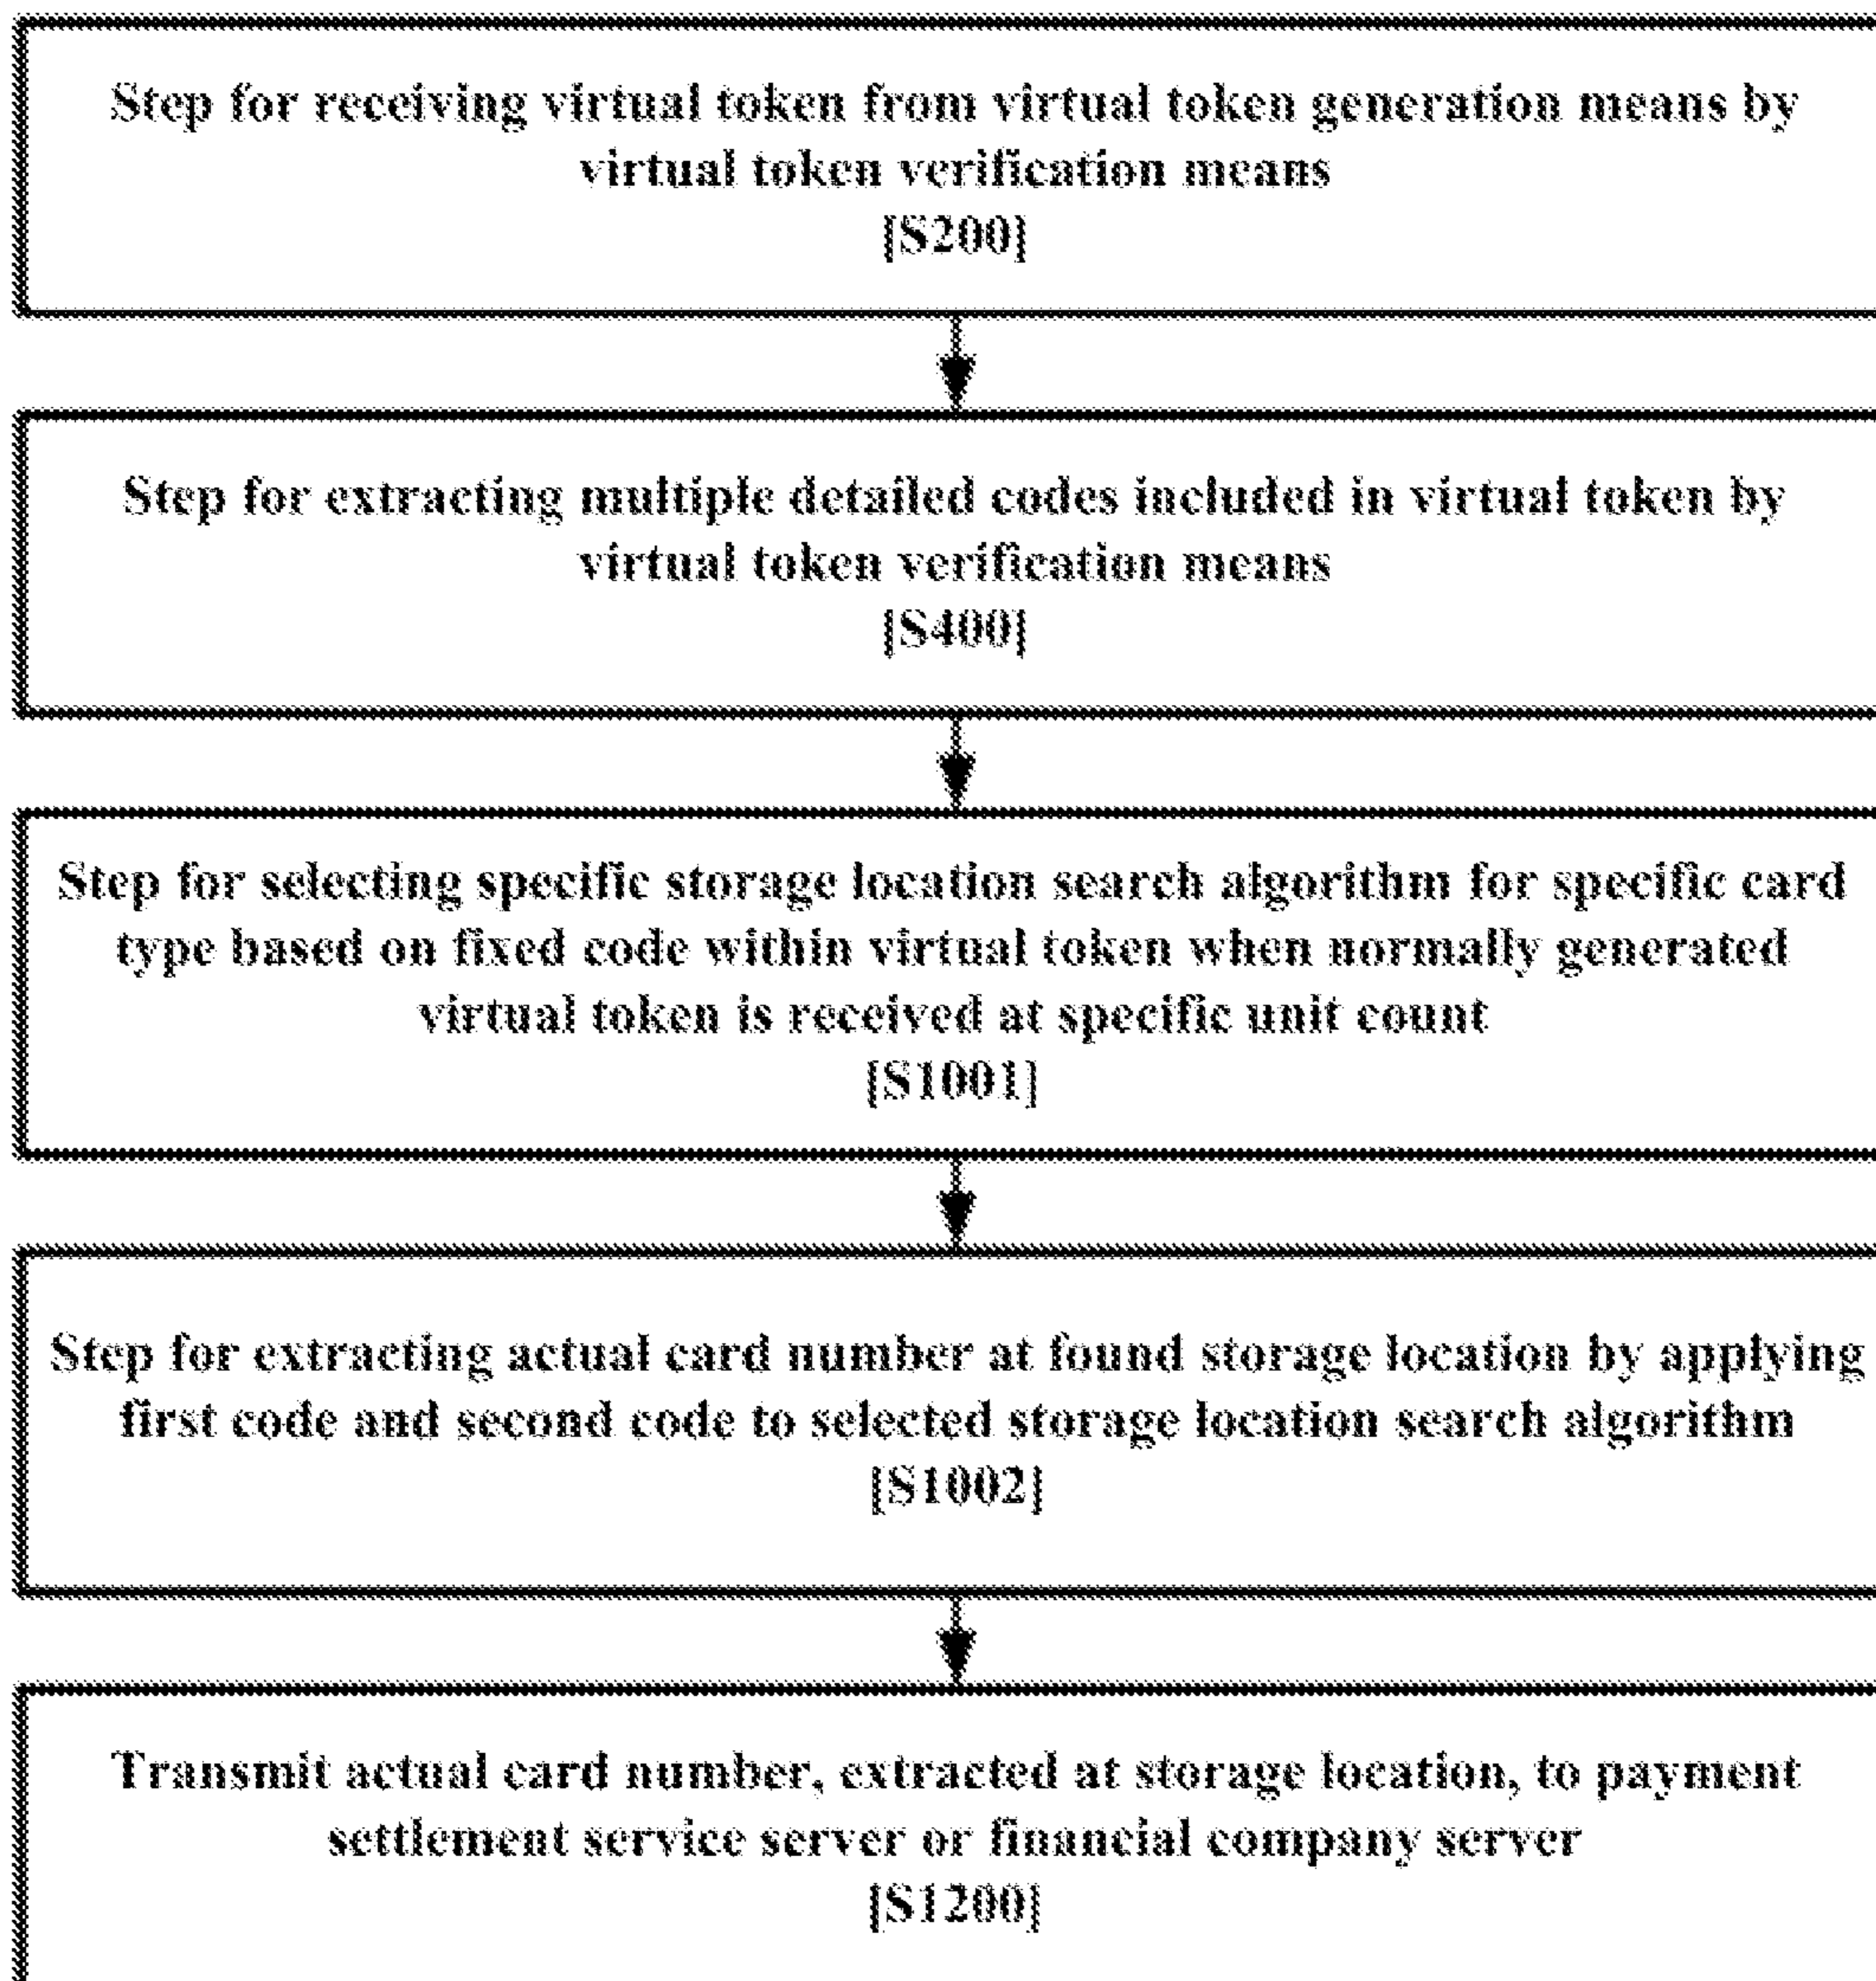 Step for receiving virtual token from virtual token generation means by
virtual token verification means
[S200]
Step for extracting multiple detailed codes included in virtual token by
virtual token verification means
[S400]
Step for selecting specific storage location search algorithm for specific card
type based on fixed code within virtual token when normally generated
virtual token is received at specific unit count
[S1001]
Step for extracting actual card number at found storage location by applying
first code and second code to selected storage location search algorithm
[S1002]
Transmit actual card number, extracted at storage location, to payment
settlement service server or financial company server
[S1200]